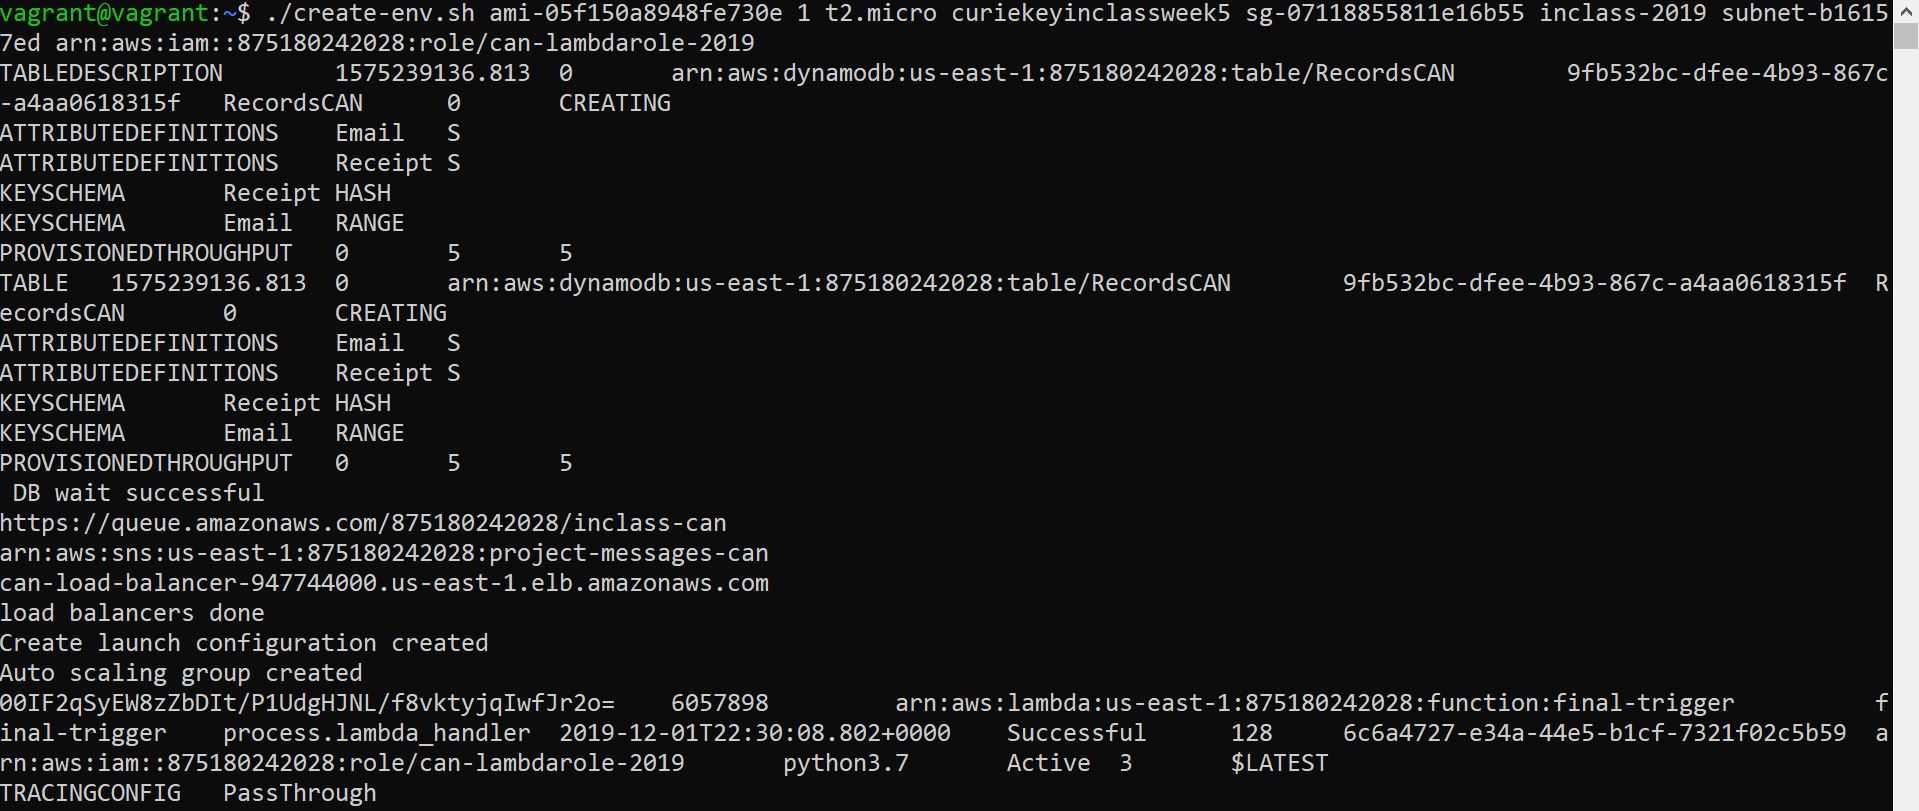 vagrant@vagrant:~$ ./create-env.sh ami-05f150a8948fe730e 1 t2.micro curiekeyinclassweek5 sg-07118855811e16b55 inclass-2019 subnet-b1615
7ed arn:aws:iam::875180242028:role/can-lambdarole-2019
TABLEDESCRIPTION        1575239136.813  0       arn:aws:dynamodb:us-east-1:875180242028:table/RecordsCAN        9fb532bc-dfee-4b93-867c
-a4aa0618315f   RecordsCAN      0       CREATING
ATTRIBUTEDEFINITIONS    Email   S
ATTRIBUTEDEFINITIONS    Receipt S
KEYSCHEMA       Receipt HASH
KEYSCHEMA       Email   RANGE
PROVISIONEDTHROUGHPUT   0       5       5
TABLE   1575239136.813  0       arn:aws:dynamodb:us-east-1:875180242028:table/RecordsCAN        9fb532bc-dfee-4b93-867c-a4aa0618315f  R
ecordsCAN       0       CREATING
ATTRIBUTEDEFINITIONS    Email   S
ATTRIBUTEDEFINITIONS    Receipt S
KEYSCHEMA       Receipt HASH
KEYSCHEMA       Email   RANGE
PROVISIONEDTHROUGHPUT   0       5       5
 DB wait successful
https://queue.amazonaws.com/875180242028/inclass-can
arn:aws:sns:us-east-1:875180242028:project-messages-can
can-load-balancer-947744000.us-east-1.elb.amazonaws.com
load balancers done
Create launch configuration created
Auto scaling group created
00IF2qSyEW8zZbDIt/P1UdgHJNL/f8vktyjqIwfJr2o=    6057898         arn:aws:lambda:us-east-1:875180242028:function:final-trigger          f
inal-trigger    process.lambda_handler  2019-12-01T22:30:08.802+0000    Successful      128     6c6a4727-e34a-44e5-b1cf-7321f02c5b59  a
rn:aws:iam::875180242028:role/can-lambdarole-2019       python3.7       Active  3       $LATEST
TRACINGCONFIG   PassThrough